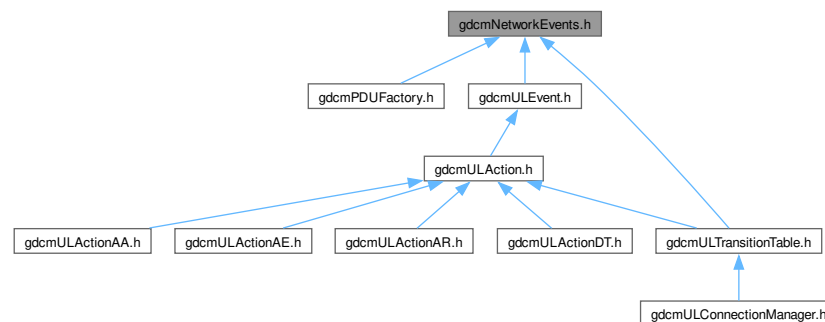 gdcmNetworkEvents.h
gdcmPDUFactory.h
gdcmULEvent.h
gdcmULAction.h
gdcmULActionAA.h
gdcmULActionAE.h
gdcmULActionAR.h
gdcmULActionDT.h
gdcmULTransitionTable.h
gdcmULConnectionManager.h